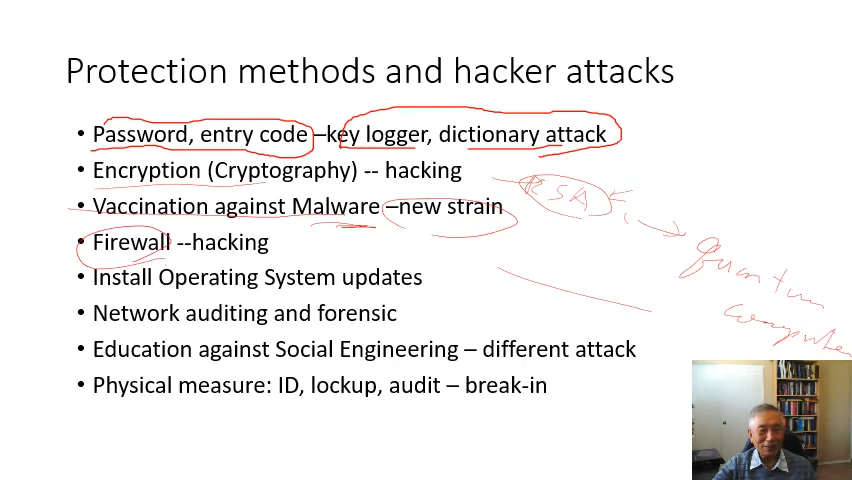 Protection methods and hacker attacks
• Password, entry code –key logger, dictionary attack
• Encryption (Cryptography) -- hacking
RSA
• Vaccination against Malware –new strain
• Firewall --hacking
Quantum
computer
• Install Operating System updates
• Network auditing and forensic
• Education against Social Engineering – different attack
• Physical measure: ID, lockup, audit – break-in